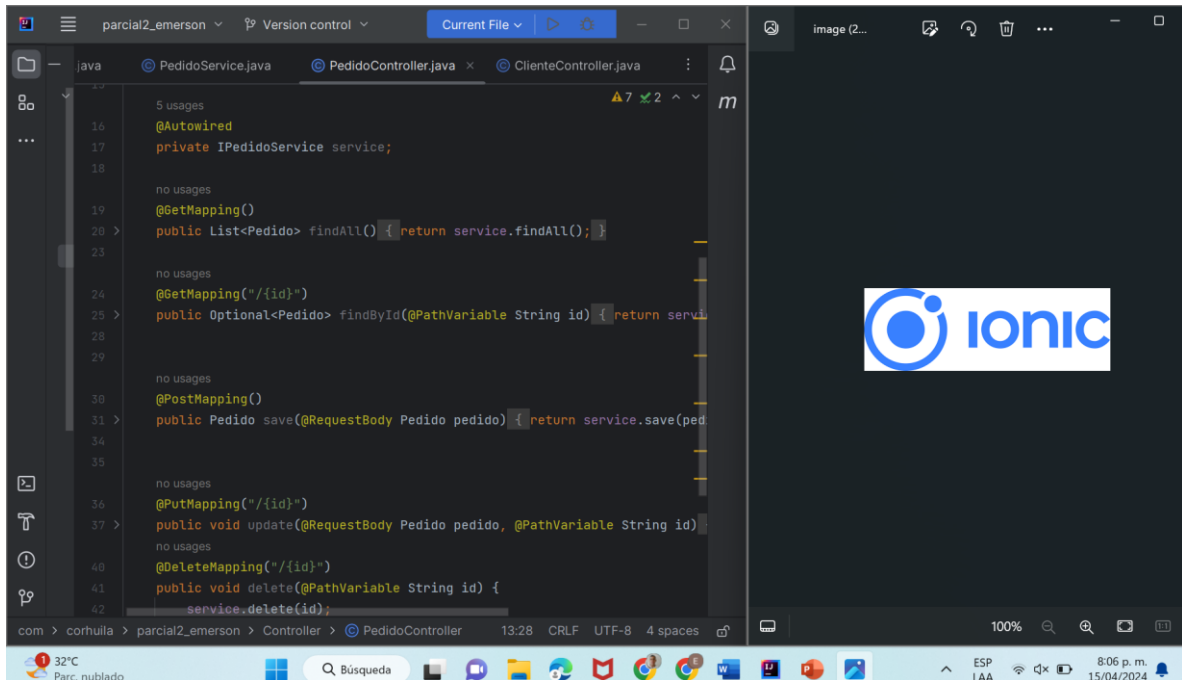 parcial2_emerson
Version control
Current File
.java
PedidoService.java
PedidoController.java
ClienteController.java
7
2
m
5 usages
16 @Autowired
17 private IPedidoService service;
18
no usages
19 @GetMapping()
20 public List<Pedido> findAll() { return service.findAll(); }
23
no usages
24 @GetMapping("/{id}")
25 public Optional<Pedido> findById(@PathVariable String id) { return servi
28
29
no usages
30 @PostMapping()
31 public Pedido save(@RequestBody Pedido pedido) { return service.save(ped
34
35
no usages
36 @PutMapping("/{id}")
37 public void update(@RequestBody Pedido pedido, @PathVariable String id) {
no usages
40 @DeleteMapping("/{id}")
41 public void delete(@PathVariable String id) {
42 service.delete(id);
com > corhuila > parcial2_emerson > Controller > PedidoController 13:28 CRLF UTF-8 4 spaces
image (2...
IONIC
100%
1:1
1
32°C
Parc. nublado
Búsqueda
ESP
LAA
8:06 p. m.
15/04/2024